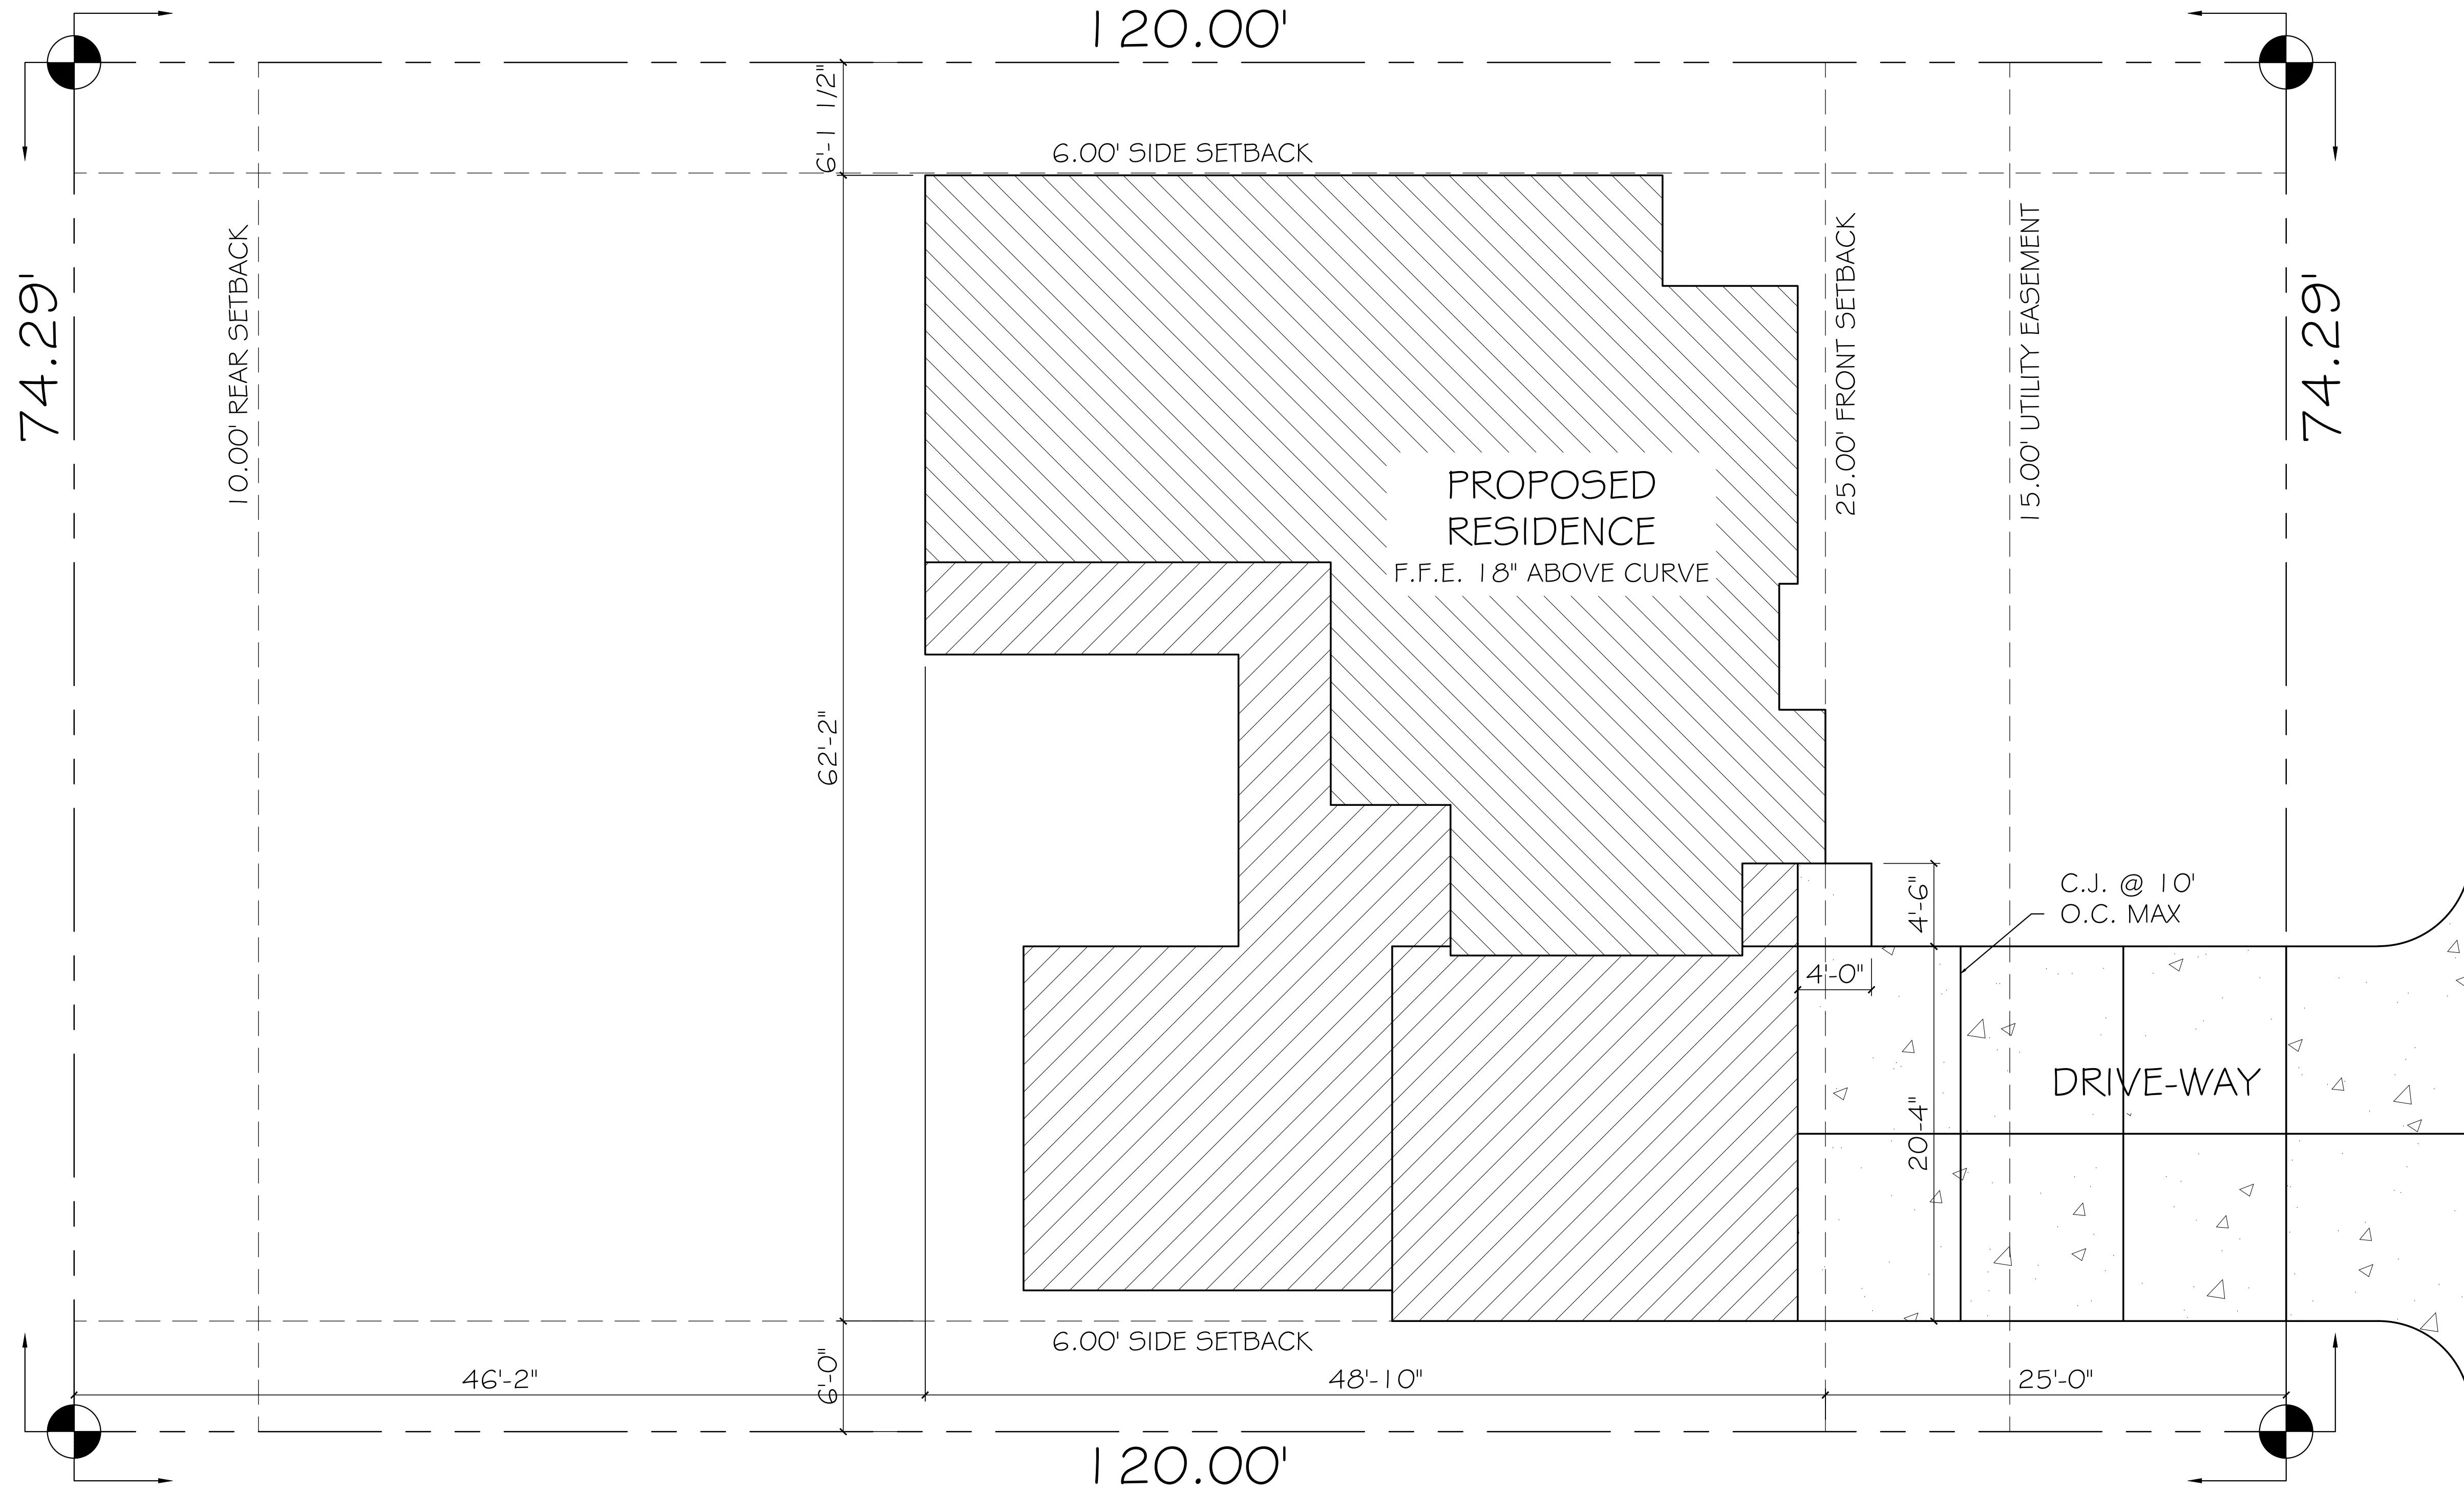 120.00'
6'-1 1/2"
6.00' SIDE SETBACK
74.29'
10.00' REAR SETBACK
25.00' FRONT SETBACK
15.00' UTILITY EASEMENT
74.29'
PROPOSED
RESIDENCE
F.F.E. 18" ABOVE CURVE
62'-2"
4'-6"
C.J. @ 10'
O.C. MAX
4'-0"
DRIVE-WAY
20'-4"
6.00' SIDE SETBACK
6'-0"
46'-2"
48'-10"
25'-0"
120.00'